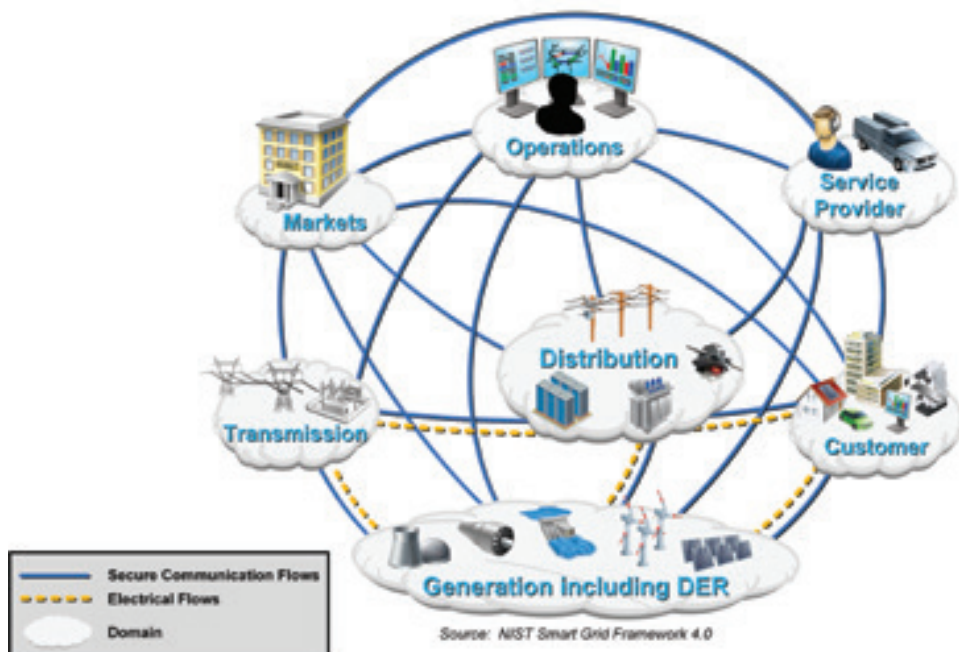 Operations
Markets
Service
Provider
Distribution
Transmission
Customer
Generation Including DER
Secure Communication Flows
Electrical Flows
Domain
Source: NIST Smart Grid Framework 4.0